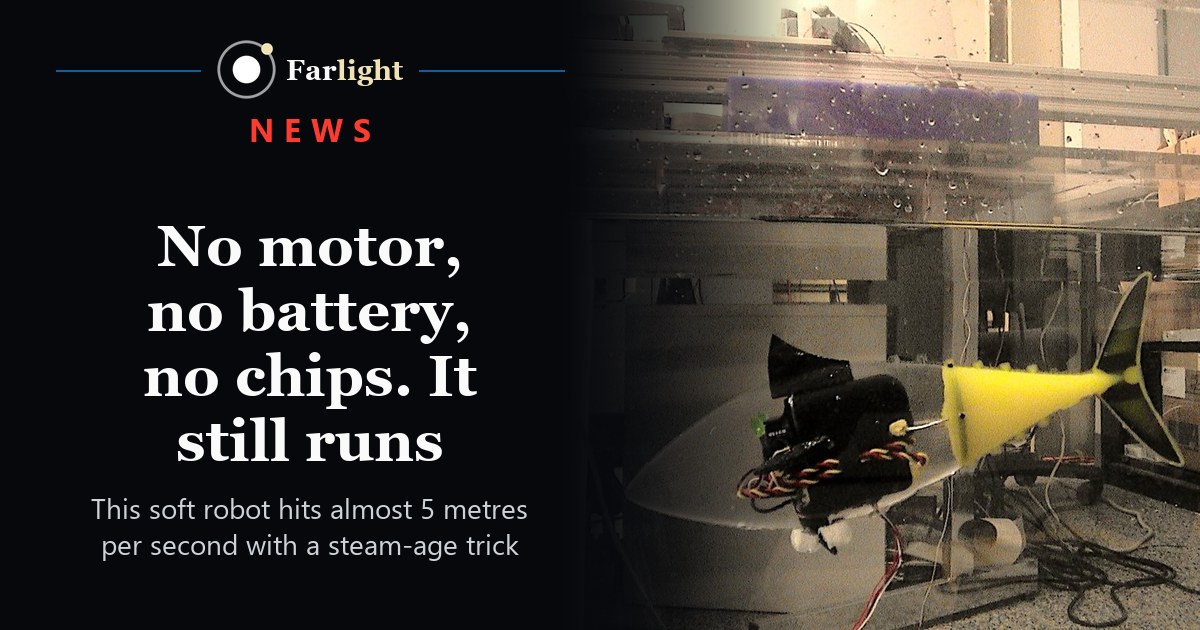 Farlight
NEWS
No motor,
no battery,
no chips. It
still runs
This soft robot hits almost 5 metres
per second with a steam-age trick